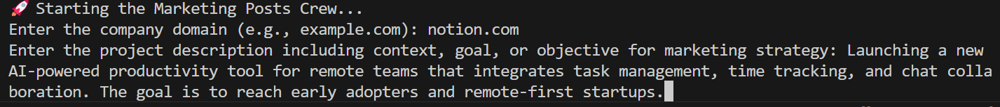 🚀 Starting the Marketing Posts Crew...
Enter the company domain (e.g., example.com): notion.com
Enter the project description including context, goal, or objective for marketing strategy: Launching a new
AI-powered productivity tool for remote teams that integrates task management, time tracking, and chat colla
boration. The goal is to reach early adopters and remote-first startups.